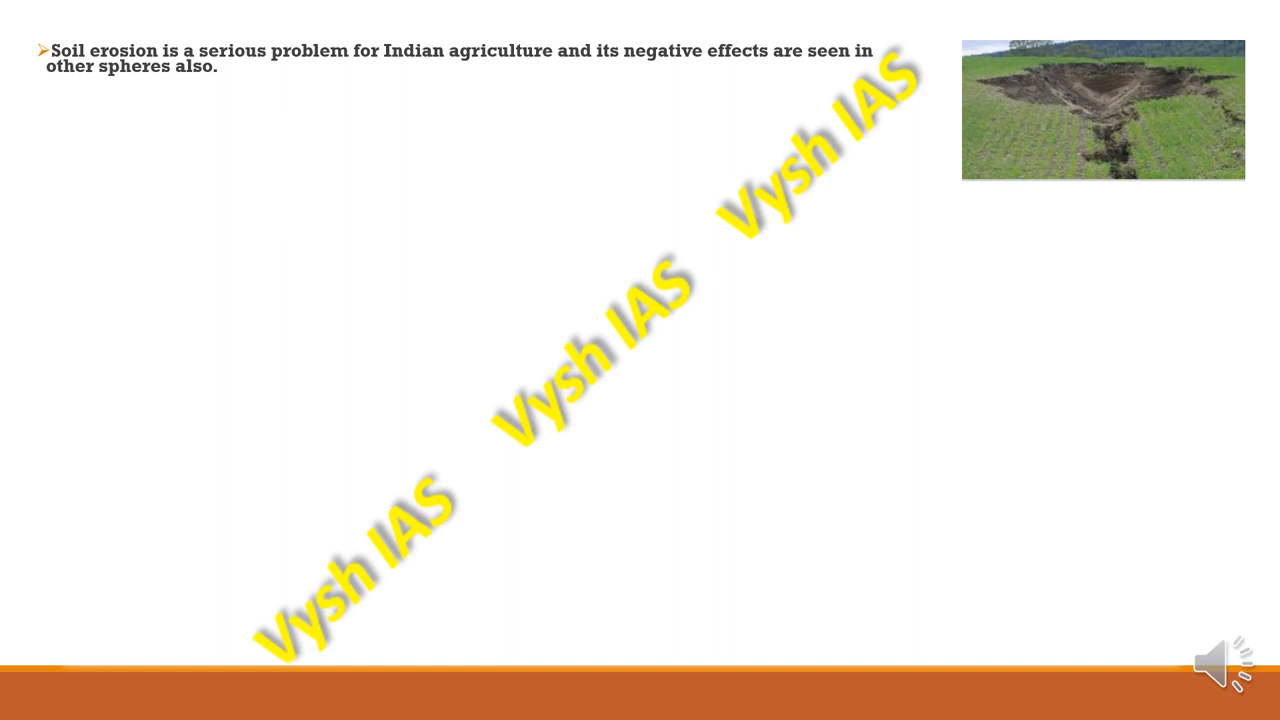 ➢Soil erosion is a serious problem for Indian agriculture and its negative effects are seen in
other spheres also.
Vysh IAS
Vysh IAS
Vysh IAS